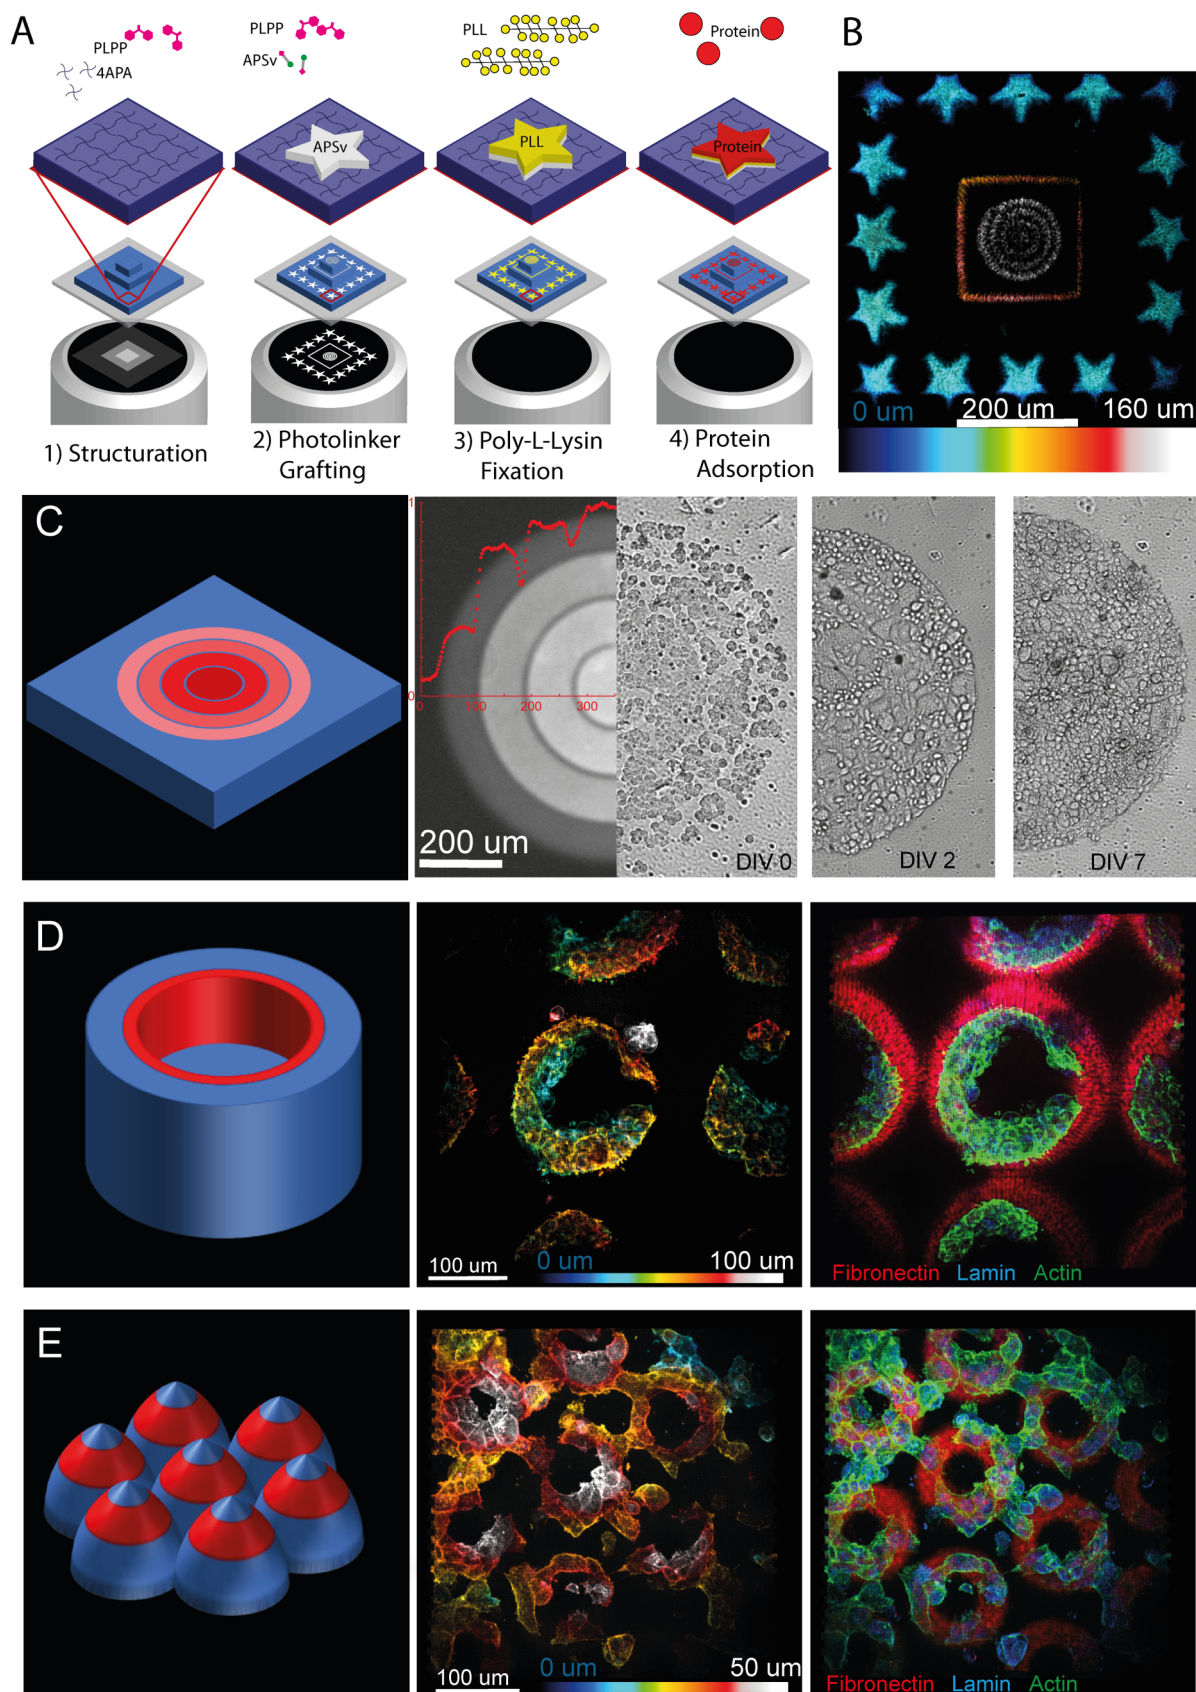 A
PLPP
4APA
PLPP
APSv
PLL
Protein
B
APSv
PLL
Protein
1) Structuration
2) Photolinker
Grafting
3) Poly-L-Lysin
Fixation
4) Protein
Adsorption
0 um
200 um
160 um
C
1
0
0
100
200
300
200 um
DIV 0
DIV 2
DIV 7
D
100 um
0 um
100 um
Fibronectin Lamin Actin
E
100 um
0 um
50 um
Fibronectin Lamin Actin